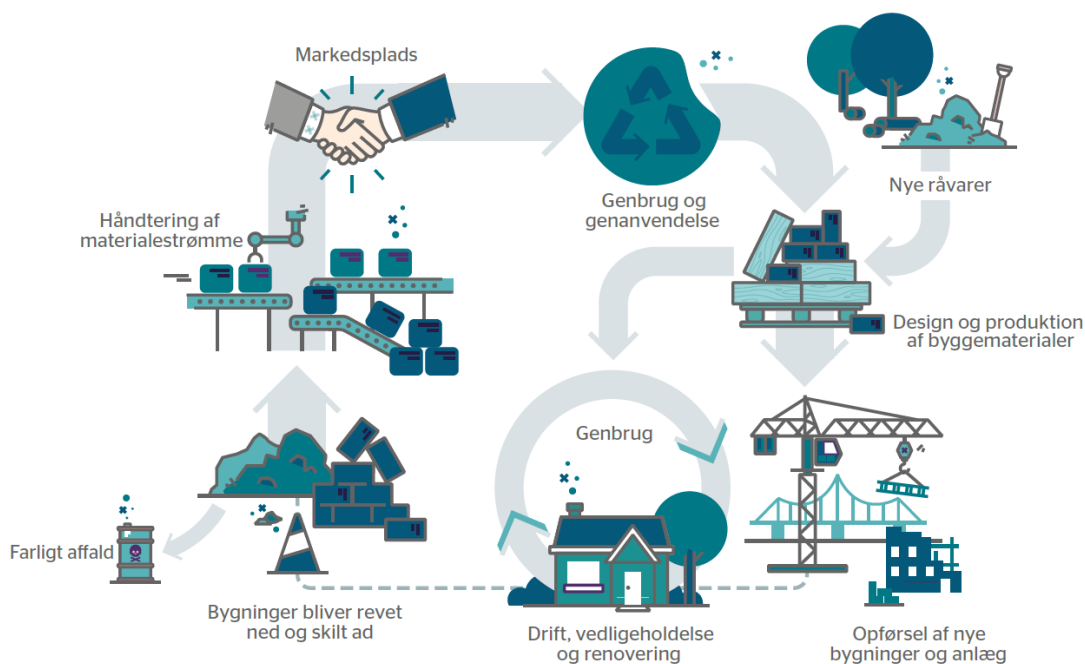 Markedsplads
Genbrug og
genanvendelse
Nye råvarer
Håndtering af
materialestrømme
Design og produktion
af byggematerialer
Genbrug
Farligt affald
Bygninger bliver revet
ned og skilt ad
Drift, vedligeholdelse
og renovering
Opførsel af nye
bygninger og anlæg